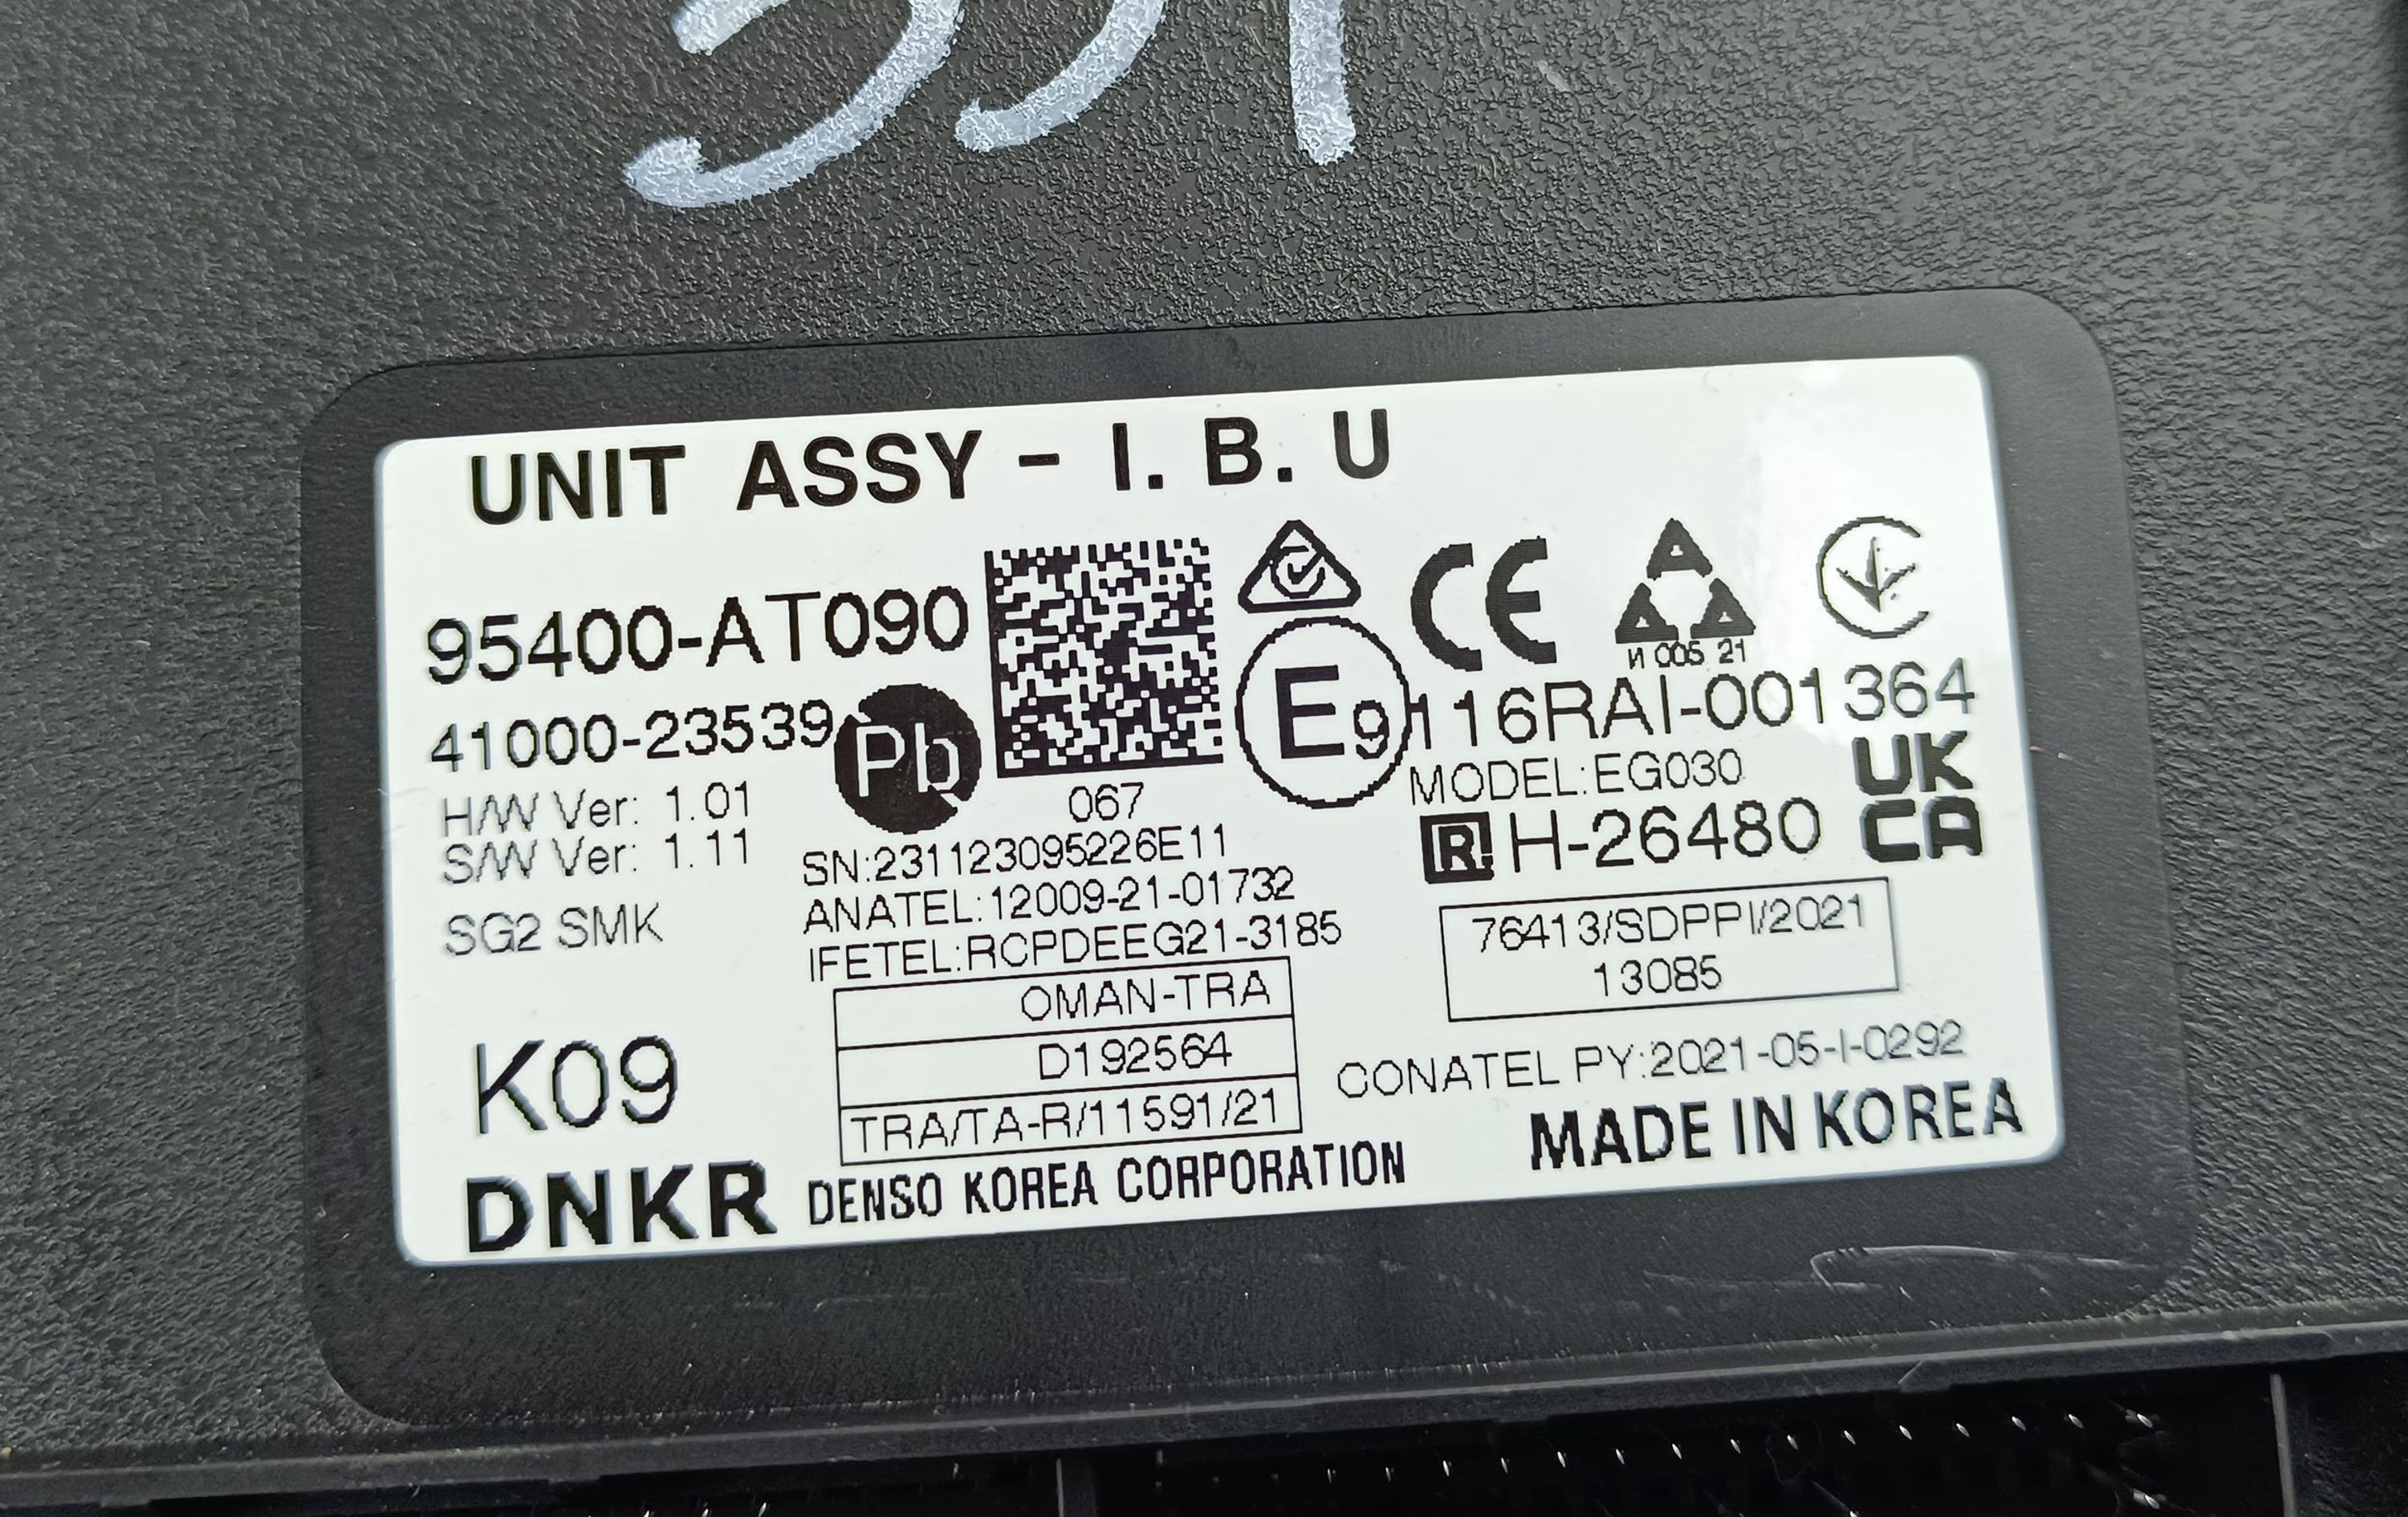 UNIT ASSY - I. B. U
95400-AT090
41000-23539
Pb
H/W Ver: 1.01
S/W Ver: 1.11
SG2 SMK
K09
DNKR
067
SN:231123095226E11
ANATEL:12009-21-01732
IFETEL:RCPDEEG21-3185
OMAN-TRA
D192564
TRA/TA-R/11591/21
DENSO KOREA CORPORATION
CE
И 005 21
E9 116RAI-001364
MODEL:EG030
R H-26480
UK
CA
76413/SDPPI/2021
13085
CONATEL PY:2021-05-I-0292
MADE IN KOREA